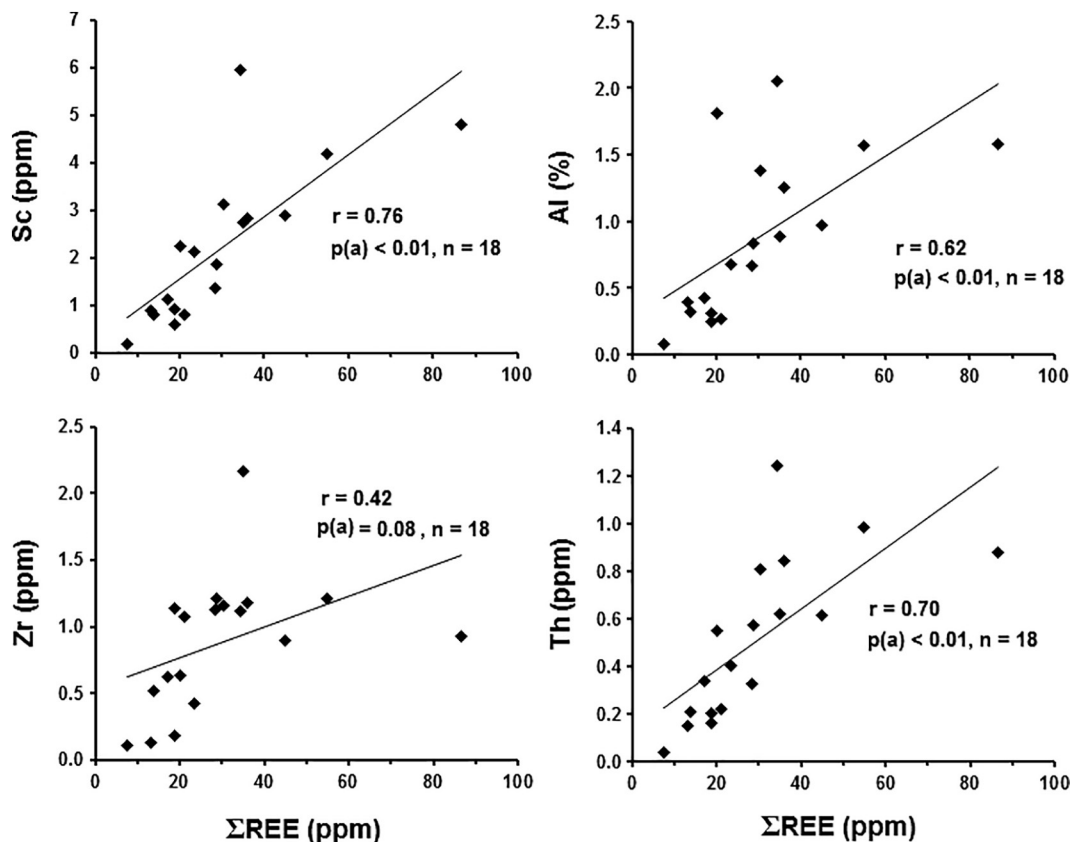 Sc (ppm)
7
6
5
4
3
2
1
0
r = 0.76
p(a) < 0.01, n = 18
0 20 40 60 80 100
Al (%)
2.5
2.0
1.5
1.0
0.5
0.0
r = 0.62
p(a) < 0.01, n = 18
0 20 40 60 80 100
Zr (ppm)
2.5
2.0
1.5
1.0
0.5
0.0
r = 0.42
p(a) = 0.08 , n = 18
0 20 40 60 80 100
ΣREE (ppm)
Th (ppm)
1.4
1.2
1.0
0.8
0.6
0.4
0.2
0.0
r = 0.70
p(a) < 0.01, n = 18
0 20 40 60 80 100
ΣREE (ppm)